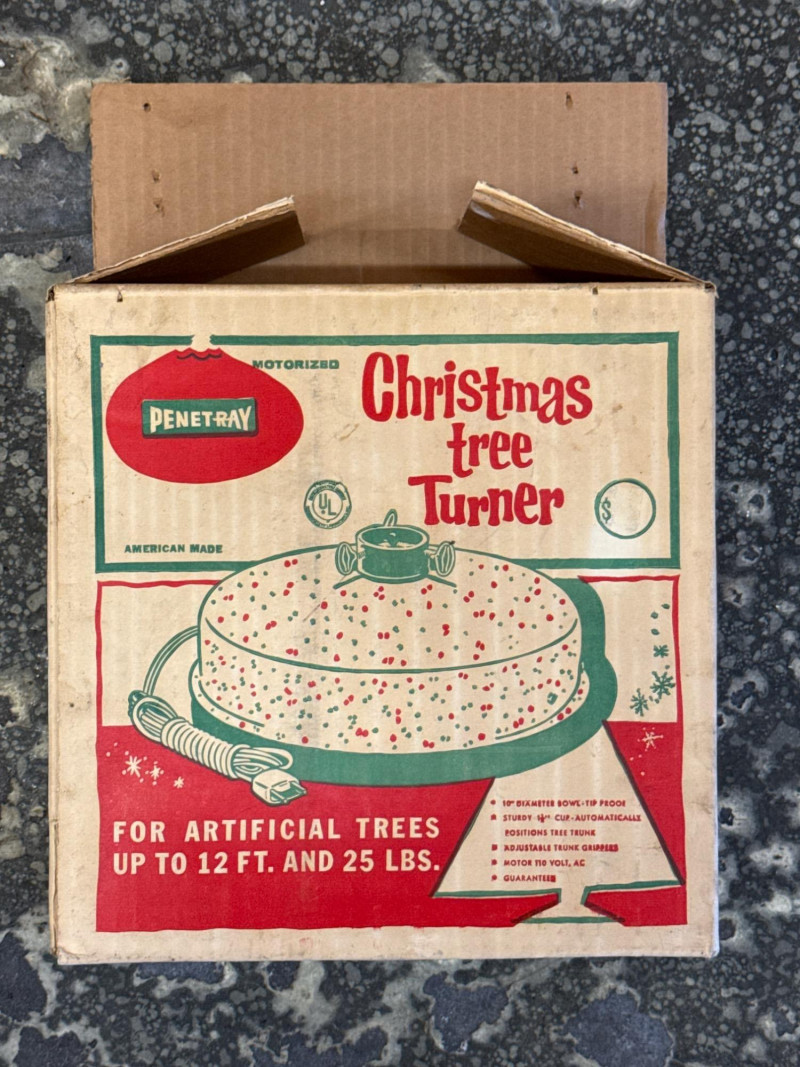 MOTORIZED
PENETRAY
Christmas
tree
Turner
UL
$
AMERICAN MADE
FOR ARTIFICIAL TREES
UP TO 12 FT. AND 25 LBS.
10" DIAMETER BOWL-TIP PROOF
STURDY CUP-AUTOMATICALLY
POSITIONS TREE TRUNK
ADJUSTABLE TRUNK GRIPPERS
MOTOR 110 VOLT, AC
GUARANTEED